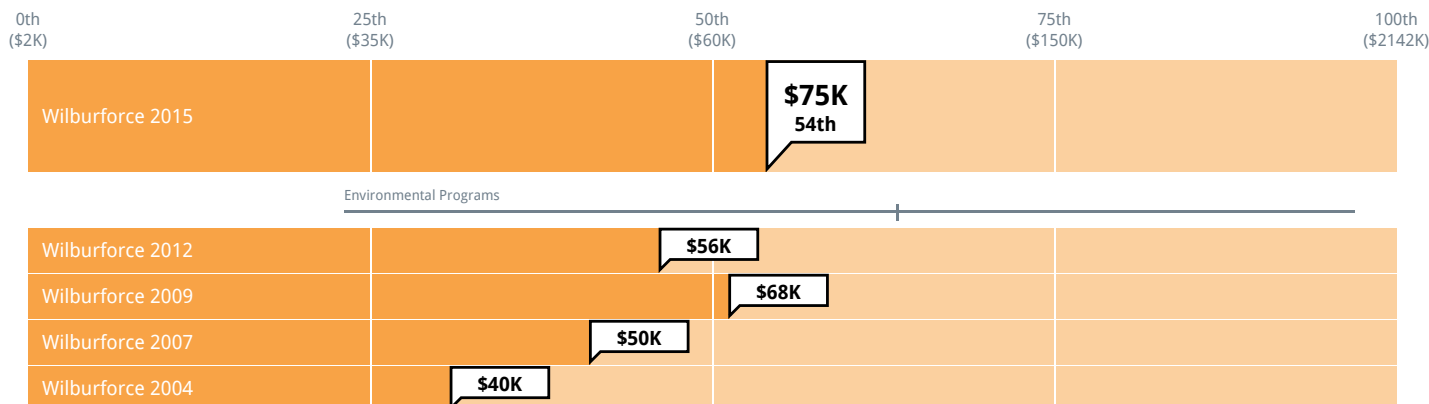 0th 25th 50th 75th 100th
($2K) ($35K) ($60K) ($150K) ($2142K)
$75K
Wilburforce 2015
54th
Environmental Programs
Wilburforce 2012 $56K
Wilburforce 2009 $68K
Wilburforce 2007 $50K
Wilburforce 2004 $40K